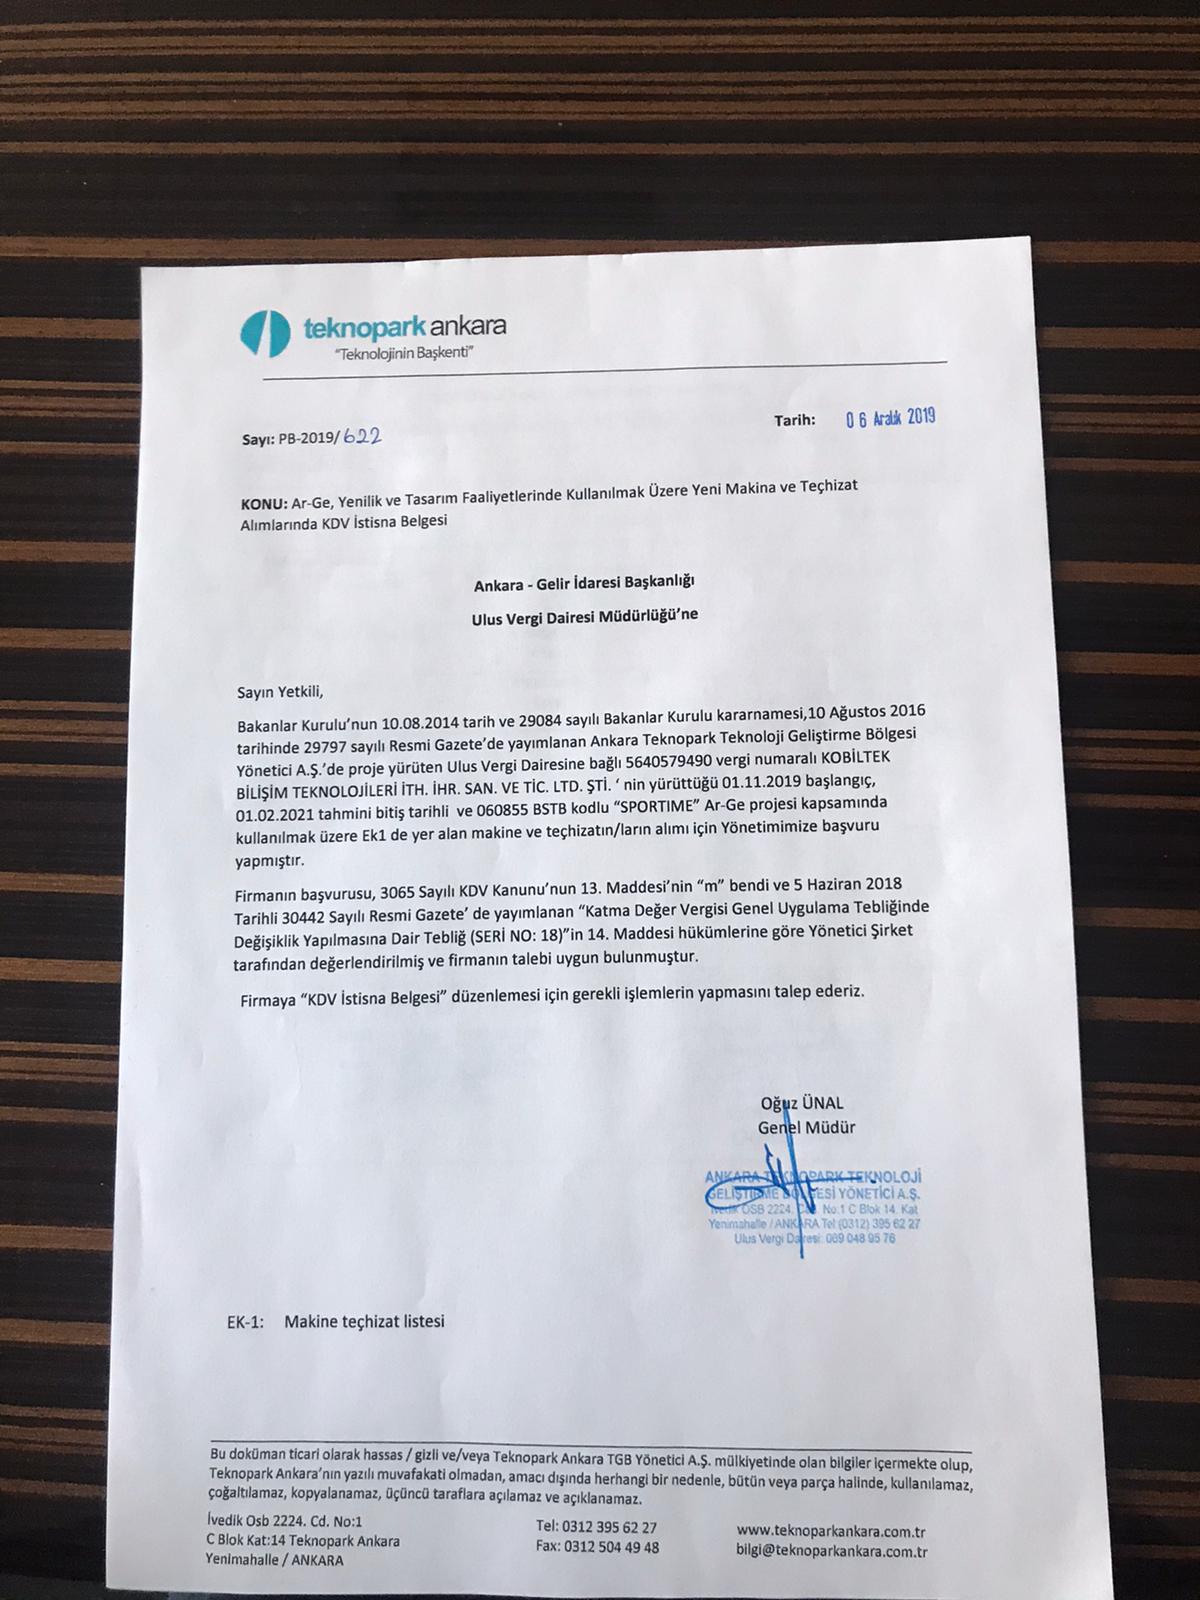 teknopark ankara
"Teknolojinin Başkenti"
Tarih: 06 Aralık 2019
Sayı: PB-2019/622
KONU: Ar-Ge, Yenilik ve Tasarım Faaliyetlerinde Kullanılmak Üzere Yeni Makina ve Teçhizat
Alımlarında KDV İstisna Belgesi
Ankara - Gelir İdaresi Başkanlığı
Ulus Vergi Dairesi Müdürlüğü'ne
Sayın Yetkili,
Bakanlar Kurulu'nun 10.08.2014 tarih ve 29084 sayılı Bakanlar Kurulu kararnamesi,10 Ağustos 2016
tarihinde 29797 sayılı Resmi Gazete'de yayımlanan Ankara Teknopark Teknoloji Geliştirme Bölgesi
Yönetici A.Ş.'de proje yürüten Ulus Vergi Dairesine bağlı 5640579490 vergi numaralı KOBİLTEK
BİLİŞİM TEKNOLOJİLERİ İTH. İHR. SAN. VE TİC. LTD. ŞTİ. ' nin yürüttüğü 01.11.2019 başlangıç,
01.02.2021 tahmini bitiş tarihli ve 060855 BSTB kodlu "SPORTIME" Ar-Ge projesi kapsamında
kullanılmak üzere Ek1 de yer alan makine ve teçhizatın/ların alımı için Yönetimimize başvuru
yapmıştır.
Firmanın başvurusu, 3065 Sayılı KDV Kanunu'nun 13. Maddesi'nin "m" bendi ve 5 Haziran 2018
Tarihli 30442 Sayılı Resmi Gazete' de yayımlanan "Katma Değer Vergisi Genel Uygulama Tebliğinde
Değişiklik Yapılmasına Dair Tebliğ (SERİ NO: 18)"in 14. Maddesi hükümlerine göre Yönetici Şirket
tarafından değerlendirilmiş ve firmanın talebi uygun bulunmuştur.
Firmaya "KDV İstisna Belgesi" düzenlemesi için gerekli işlemlerin yapmasını talep ederiz.
Oğuz ÜNAL
Genel Müdür
ANKARA TEKNOPARK TEKNOLOJİ
GELİŞTİRME BÖLGESİ YÖNETİCİ A.Ş.
İvedik OSB 2224. Cad. No:1 C Blok 14. Kat
Yenimahalle / ANKARA Tel: (0312) 395 62 27
Ulus Vergi Dairesi: 069 048 95 76
EK-1: Makine teçhizat listesi
Bu doküman ticari olarak hassas / gizli ve/veya Teknopark Ankara TGB Yönetici A.Ş. mülkiyetinde olan bilgiler içermekte olup,
Teknopark Ankara'nın yazılı muvafakati olmadan, amacı dışında herhangi bir nedenle, bütün veya parça halinde, kullanılamaz,
çoğaltılamaz, kopyalanamaz, üçüncü taraflara açılamaz ve açıklanamaz.
İvedik Osb 2224. Cd. No:1
C Blok Kat:14 Teknopark Ankara
Yenimahalle / ANKARA
Tel: 0312 395 62 27
Fax: 0312 504 49 48
www.teknoparkankara.com.tr
bilgi@teknoparkankara.com.tr